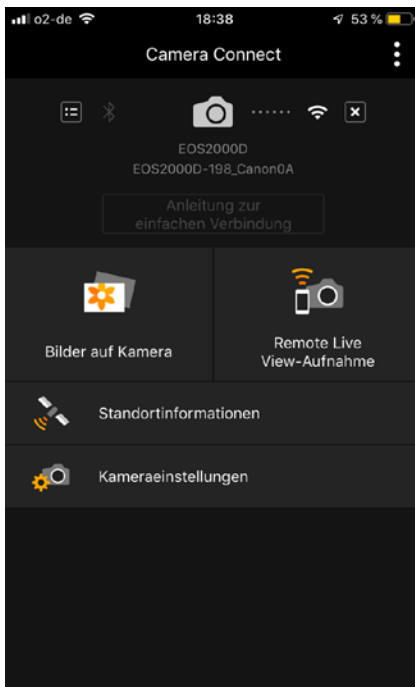 o2-de 18:38 53 %
Camera Connect
EOS2000D
EOS2000D-198_Canon0A
Anleitung zur
einfachen Verbindung
Bilder auf Kamera
Remote Live
View-Aufnahme
Standortinformationen
Kameraeinstellungen